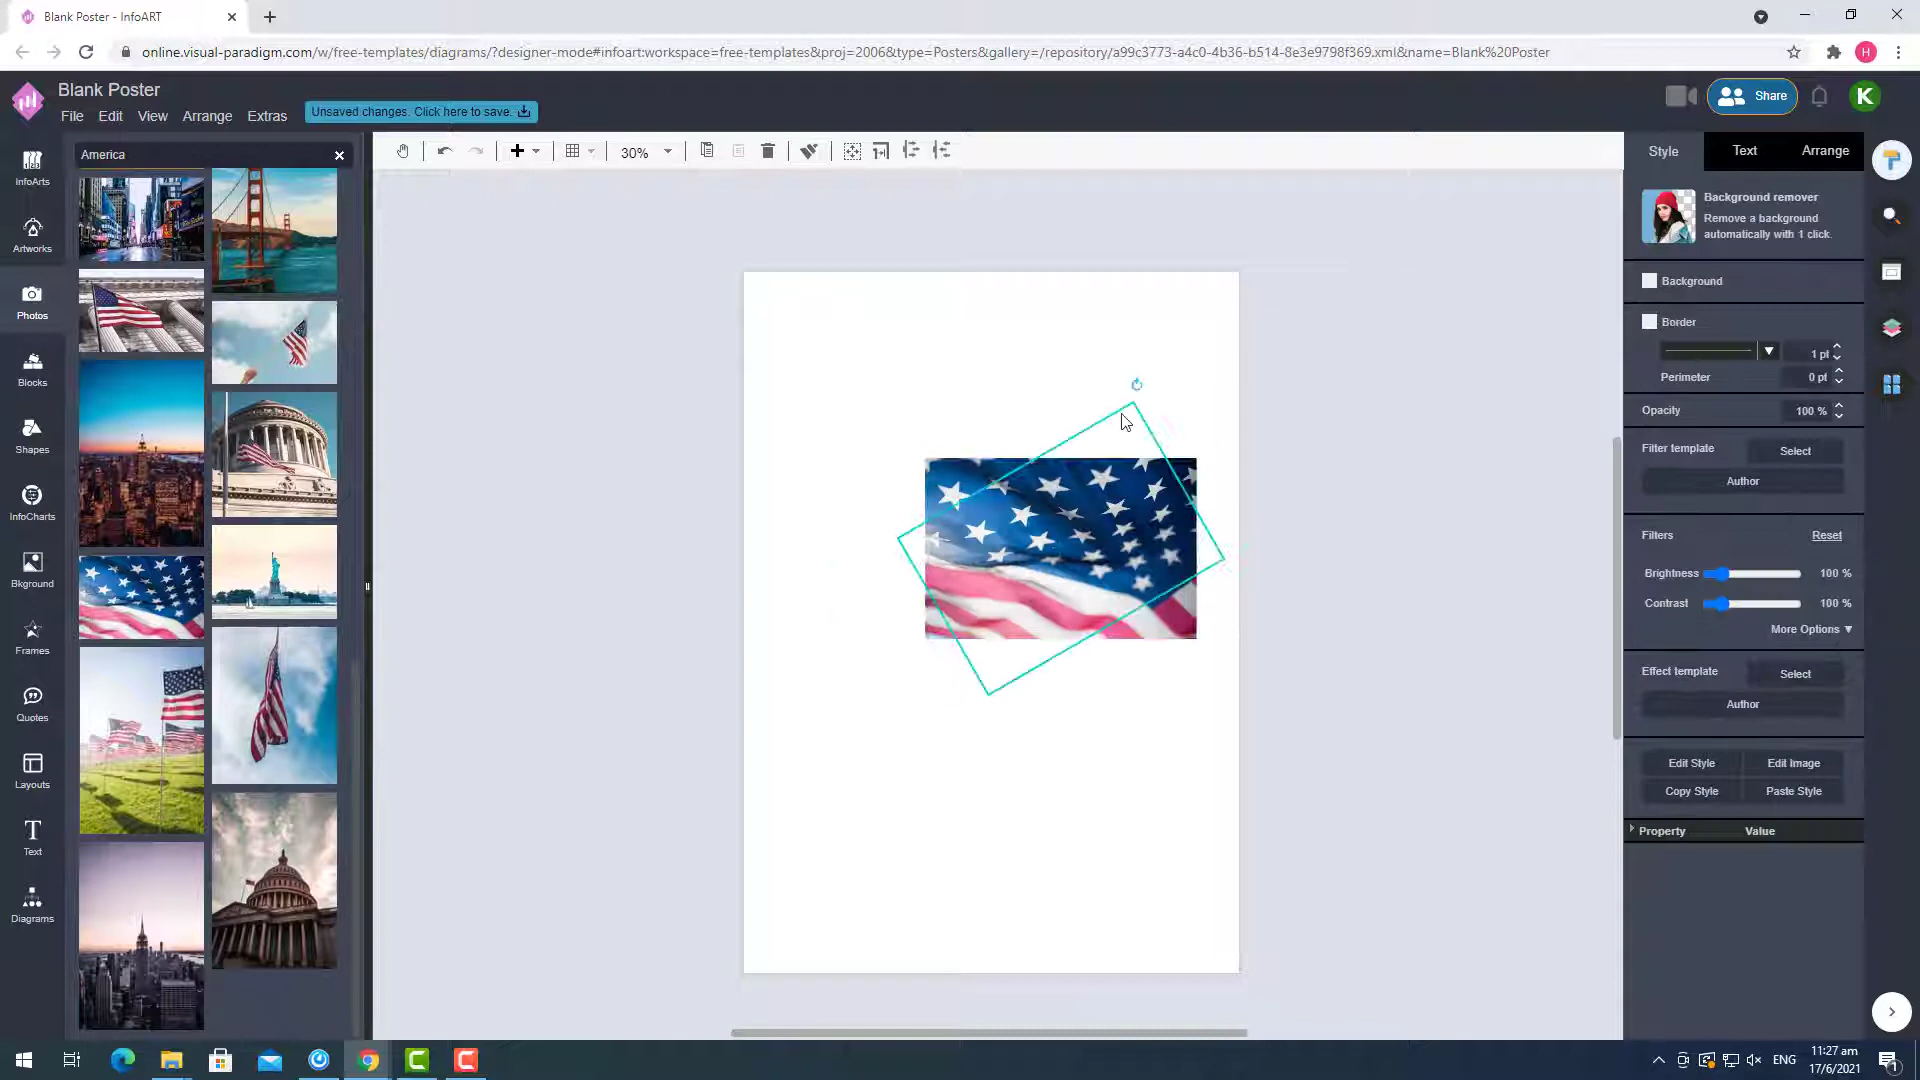 Blank Poster - InfoART
online.visual-paradigm.com/w/free-templates/diagrams/?designer-mode#infoart:workspace=free-templates&proj=2006&type=Posters&gallery=/repository/a99c3773-a4c0-4b36-b514-8e3e9798f369.xml&name=Blank%20Poster
H
Blank Poster
File Edit View Arrange Extras
Unsaved changes. Click here to save.
Share
K
InfoArts
Artworks
Photos
Blocks
Shapes
InfoCharts
Bkground
Frames
Quotes
Layouts
Text
Diagrams
America
30%
Style Text Arrange
Background remover
Remove a background
automatically with 1 click.
Background
Border
1 pt
Perimeter 0 pt
Opacity 100 %
Filter template Select
Author
Filters Reset
Brightness 100 %
Contrast 100 %
More Options ▼
Effect template Select
Author
Edit Style Edit Image
Copy Style Paste Style
Property Value
ENG
11:27 am
17/6/2021
1